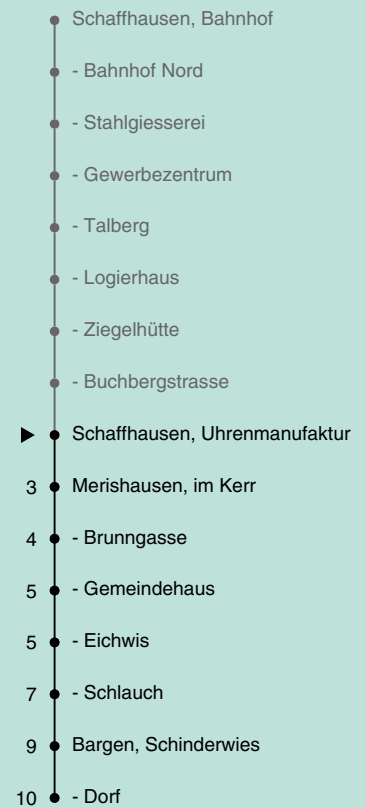 Schaffhausen, Bahnhof
- Bahnhof Nord
- Stahlgiesserei
- Gewerbezentrum
- Talberg
- Logierhaus
- Ziegelhütte
- Buchbergstrasse
Schaffhausen, Uhrenmanufaktur
3 Merishausen, im Kerr
4 - Brunngasse
5 - Gemeindehaus
5 - Eichwis
7 - Schlauch
9 Bargen, Schinderwies
10 - Dorf